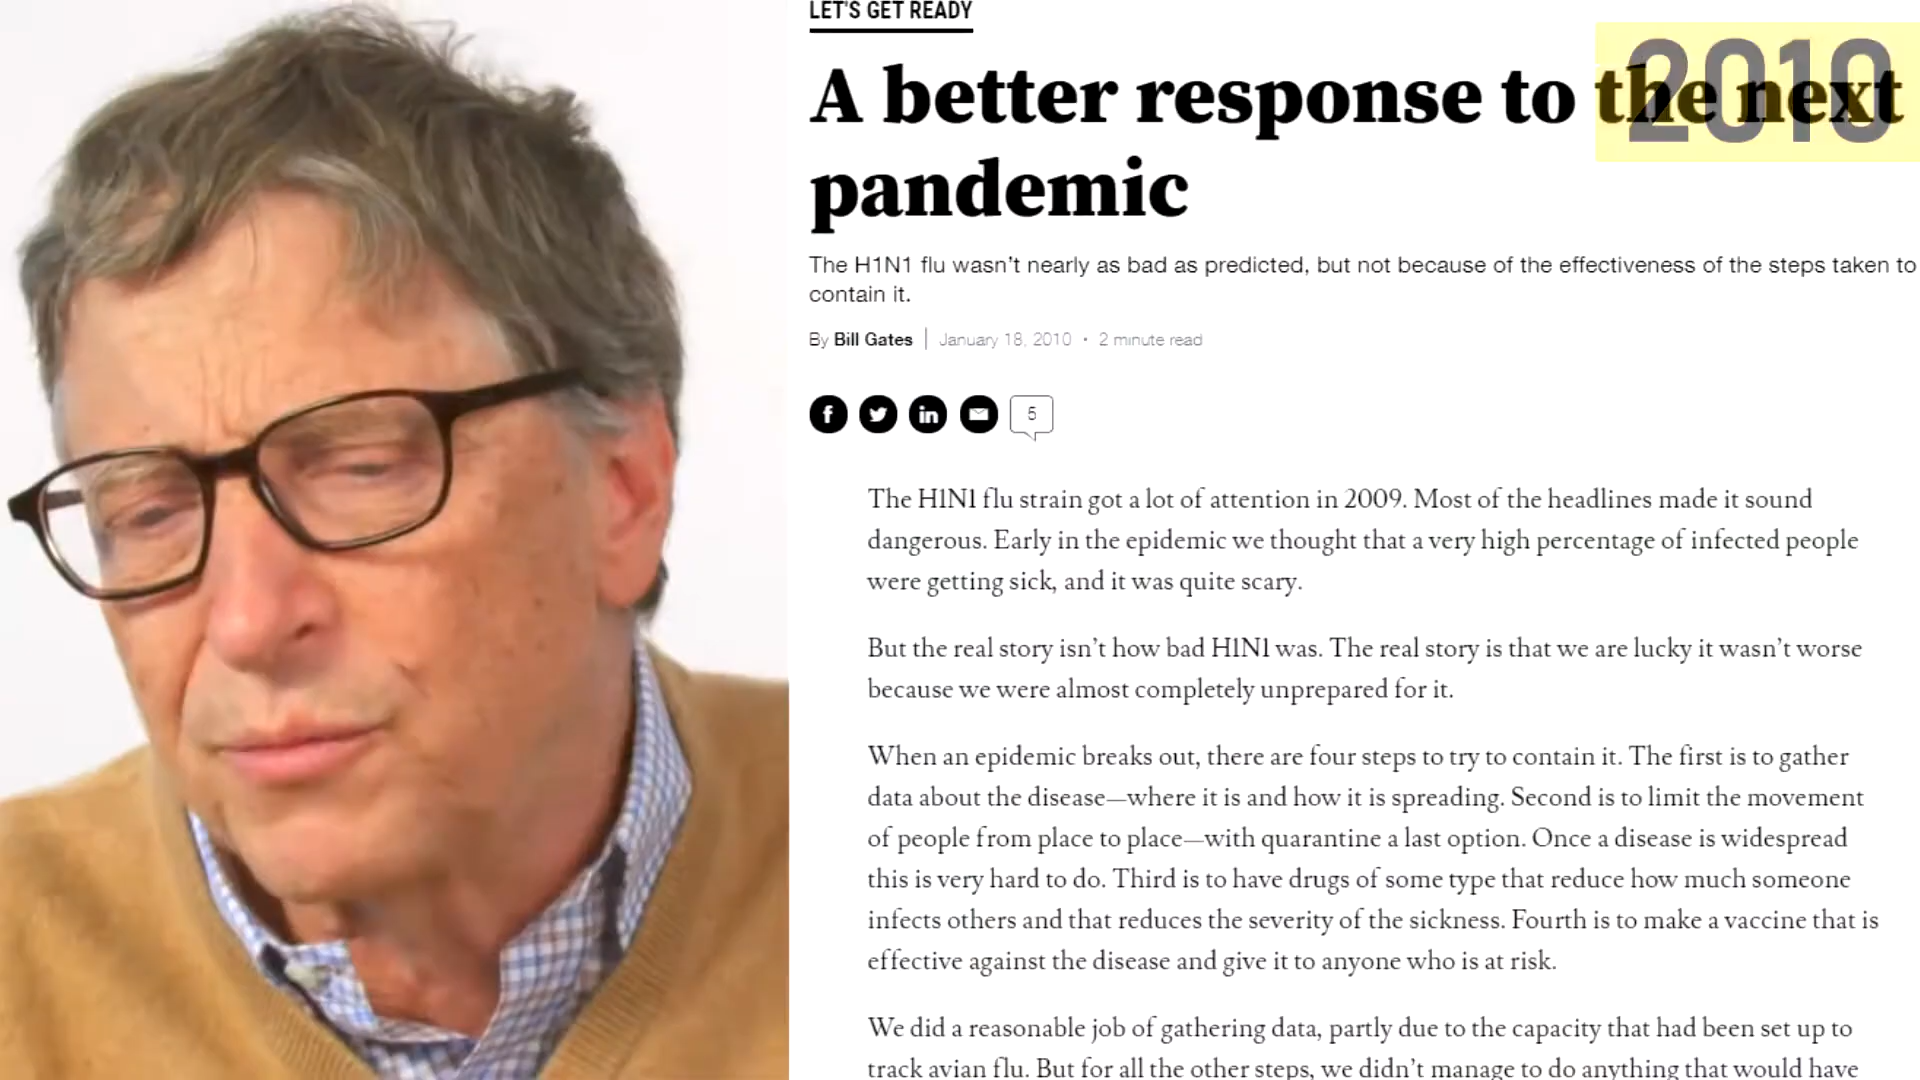 LET'S GET READY
2010
A better response to the next
pandemic
The H1N1 flu wasn't nearly as bad as predicted, but not because of the effectiveness of the steps taken to
contain it.
By Bill Gates | January 18, 2010 • 2 minute read
f in 5
The H1N1 flu strain got a lot of attention in 2009. Most of the headlines made it sound
dangerous. Early in the epidemic we thought that a very high percentage of infected people
were getting sick, and it was quite scary.
But the real story isn't how bad H1N1 was. The real story is that we are lucky it wasn't worse
because we were almost completely unprepared for it.
When an epidemic breaks out, there are four steps to try to contain it. The first is to gather
data about the disease—where it is and how it is spreading. Second is to limit the movement
of people from place to place—with quarantine a last option. Once a disease is widespread
this is very hard to do. Third is to have drugs of some type that reduce how much someone
infects others and that reduces the severity of the sickness. Fourth is to make a vaccine that is
effective against the disease and give it to anyone who is at risk.
We did a reasonable job of gathering data, partly due to the capacity that had been set up to
track avian flu. But for all the other steps, we didn't manage to do anything that would have